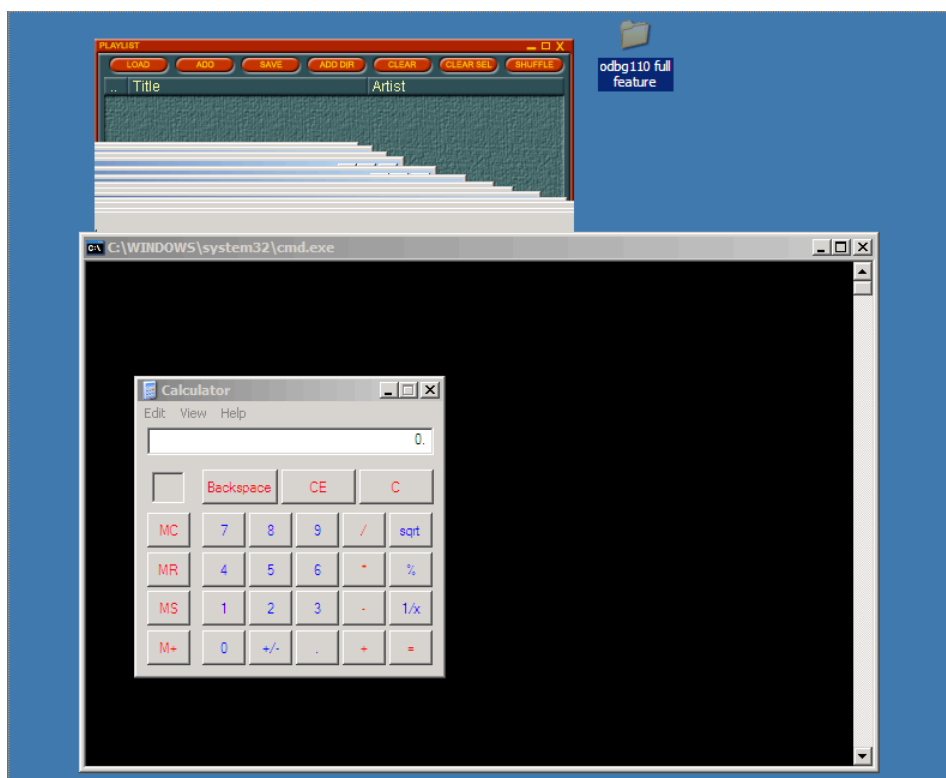 PLAYLIST
LOAD ADD SAVE ADD DIR CLEAR CLEAR SEL SHUFFLE
.. Title Artist
odbg110 full
feature
C:\WINDOWS\system32\cmd.exe
Calculator
Edit View Help
0.
Backspace CE C
MC 7 8 9 / sqrt
MR 4 5 6 * %
MS 1 2 3 - 1/x
M+ 0 +/- . + =